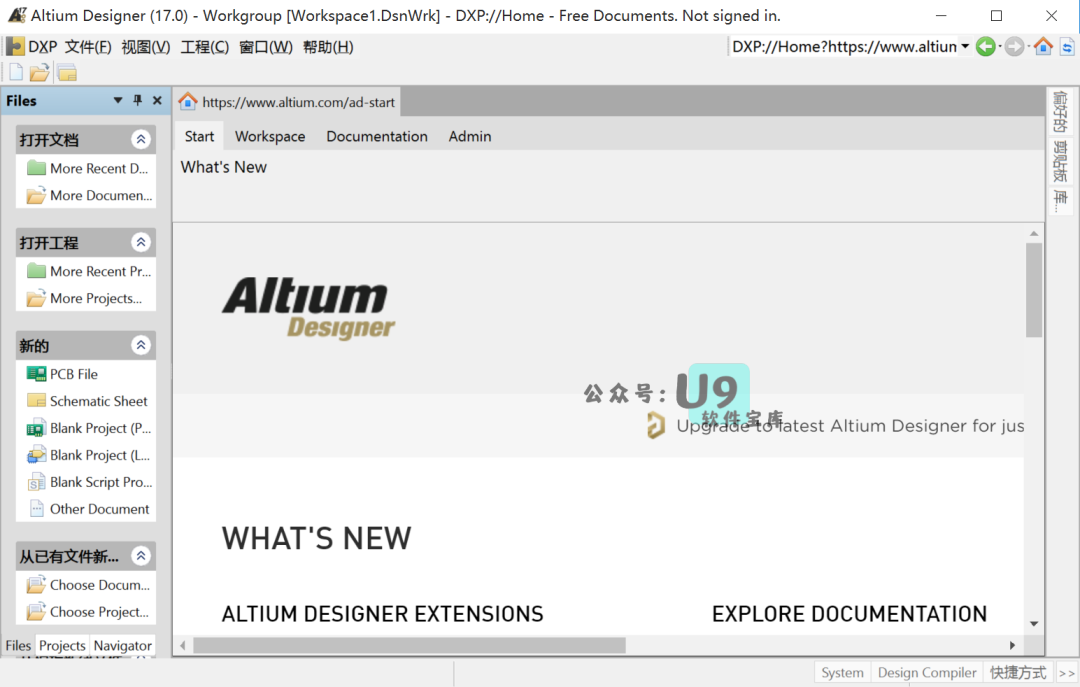 Altium Designer (17.0) - Workgroup [Workspace1.DsnWrk] - DXP://Home - Free Documents. Not signed in.
DXP 文件(F) 视图(V) 工程(C) 窗口(W) 帮助(H)
DXP://Home?https://www.altiun
Files
https://www.altium.com/ad-start
偏好的
剪贴板
库...
Start Workspace Documentation Admin
What's New
打开文档
More Recent D...
More Documen...
打开工程
More Recent Pr...
More Projects...
新的
PCB File
Schematic Sheet
Blank Project (P...
Blank Project (L...
Blank Script Pro...
Other Document
从已有文件新...
Choose Docum...
Choose Project...
Files Projects Navigator
Altium
Designer
公众号: U9
软件宝库
Upgrade to latest Altium Designer for jus
WHAT'S NEW
ALTIUM DESIGNER EXTENSIONS
EXPLORE DOCUMENTATION
System Design Compiler 快捷方式 >>